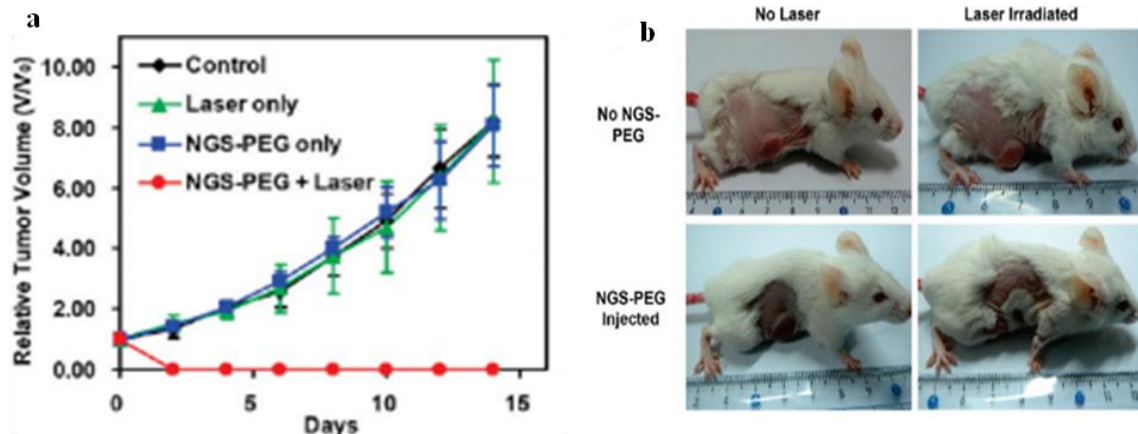 a
Relative Tumor Volume (V/V₀)
10.00
8.00
6.00
4.00
2.00
0.00
Control
Laser only
NGS-PEG only
NGS-PEG + Laser
0 5 10 15
Days
b
No Laser
Laser Irradiated
No NGS-
PEG
NGS-PEG
Injected